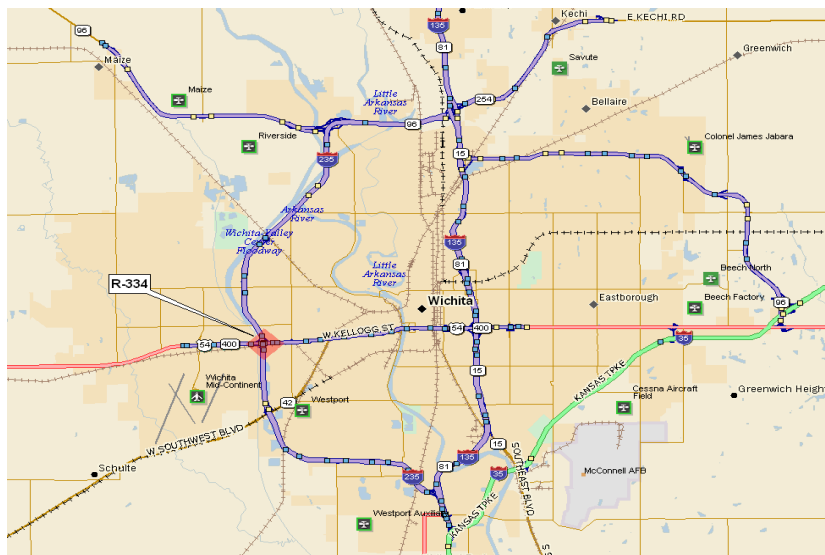 135
Kechi
E KECHI RD
96
81
Maize
Savute
Greenwich
Maize
Little
Arkansas
River
254
Bellaire
96
Riverside
15
Colonel James Jabara
235
Arkansas
River
Wichita-Valley
Center
Floodway
135
81
Little
Arkansas
River
R-334
Beech North
Wichita
Eastborough
Beech Factory
96
W KELLOGG ST
54
400
54
400
35
Wichita
Mid-Continent
15
KANSAS TPKE
Cessna Aircraft
Field
Greenwich Height
42
Westport
W SOUTHWEST BLVD
15
SOUTHEAST BLVD
135
81
Schulte
235
35
McConnell AFB
KANSAS TPKE
Westport Auxiliary
S S